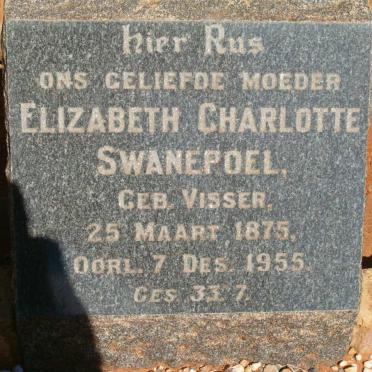 Hier Rus
ONS GELIEFDE MOEDER
ELIZABETH CHARLOTTE
SWANEPOEL,
GEB. VISSER,
25 MAART 1875.
OORL. 7 DES. 1955.
GES 33: 7.